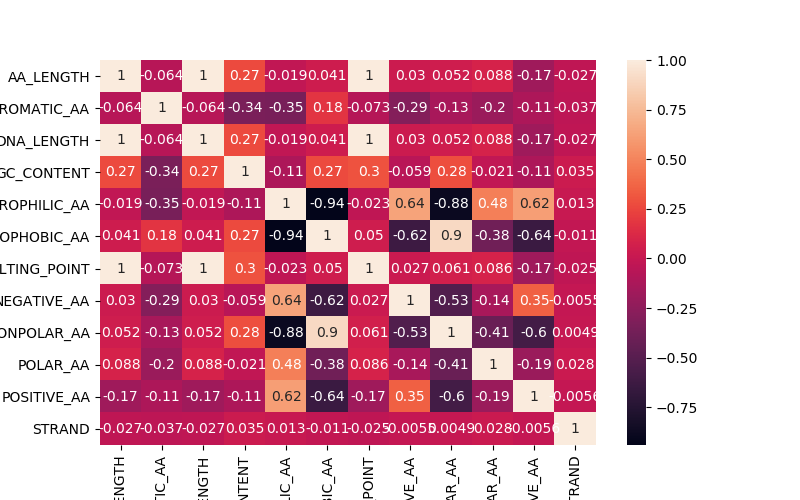 AA_LENGTH 1 -0.064 1 0.27 -0.019 0.041 1 0.03 0.052 0.088 -0.17 -0.027
ROMATIC_AA -0.064 1 -0.064 -0.34 -0.35 0.18 -0.073 -0.29 -0.13 -0.2 -0.11 -0.037
DNA_LENGTH 1 -0.064 1 0.27 -0.019 0.041 1 0.03 0.052 0.088 -0.17 -0.027
GC_CONTENT 0.27 -0.34 0.27 1 -0.11 0.27 0.3 -0.059 0.28 -0.021 -0.11 0.035
ROPHILIC_AA -0.019 -0.35 -0.019 -0.11 1 -0.94 -0.023 0.64 -0.88 0.48 0.62 0.013
OPHOBIC_AA 0.041 0.18 0.041 0.27 -0.94 1 0.05 -0.62 0.9 -0.38 -0.64 -0.011
LTING_POINT 1 -0.073 1 0.3 -0.023 0.05 1 0.027 0.061 0.086 -0.17 -0.025
NEGATIVE_AA 0.03 -0.29 0.03 -0.059 0.64 -0.62 0.027 1 -0.53 -0.14 0.35 -0.0055
ONPOLAR_AA 0.052 -0.13 0.052 0.28 -0.88 0.9 0.061 -0.53 1 -0.41 -0.6 0.0049
POLAR_AA 0.088 -0.2 0.088 -0.021 0.48 -0.38 0.086 -0.14 -0.41 1 -0.19 0.028
POSITIVE_AA -0.17 -0.11 -0.17 -0.11 0.62 -0.64 -0.17 0.35 -0.6 -0.19 1 0.0056
STRAND -0.027 -0.037 -0.027 0.035 0.013 -0.011 -0.025 0.0055 0.0049 0.028 0.0056 1
ENGTH TIC_AA ENGTH NTENT LIC_AA BIC_AA POINT VE_AA AR_AA AR_AA VE_AA TRAND
1.00
0.75
0.50
0.25
0.00
−0.25
−0.50
−0.75